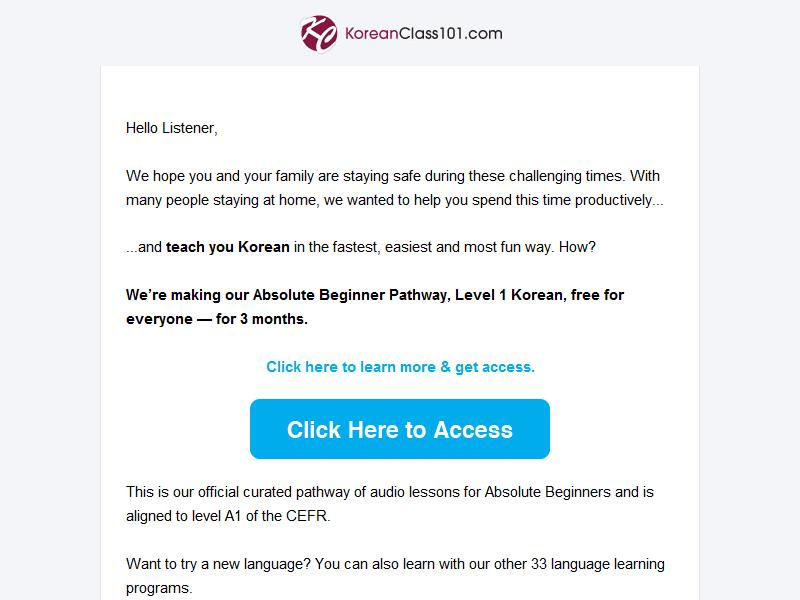 KoreanClass101.com
Hello Listener,
We hope you and your family are staying safe during these challenging times. With
many people staying at home, we wanted to help you spend this time productively...
...and teach you Korean in the fastest, easiest and most fun way. How?
We’re making our Absolute Beginner Pathway, Level 1 Korean, free for
everyone — for 3 months.
Click here to learn more & get access.
Click Here to Access
This is our official curated pathway of audio lessons for Absolute Beginners and is
aligned to level A1 of the CEFR.
Want to try a new language? You can also learn with our other 33 language learning
programs.